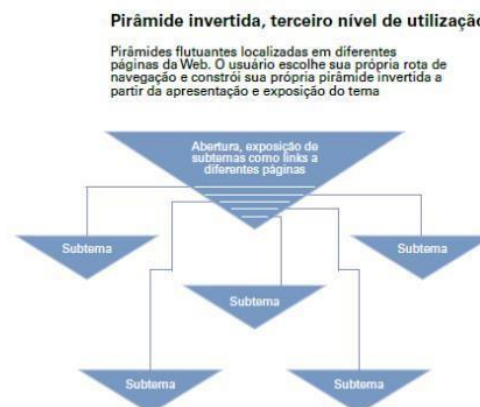 Pirâmide invertida, terceiro nível de utilização
Pirâmides flutuantes localizadas em diferentes
páginas da Web. O usuário escolhe sua própria rota de
navegação e constrói sua própria pirâmide invertida a
partir da apresentação e exposição do tema
Abertura, exposição de
subtemas como links a
diferentes páginas
Subtema
Subtema
Subtema
Subtema
Subtema